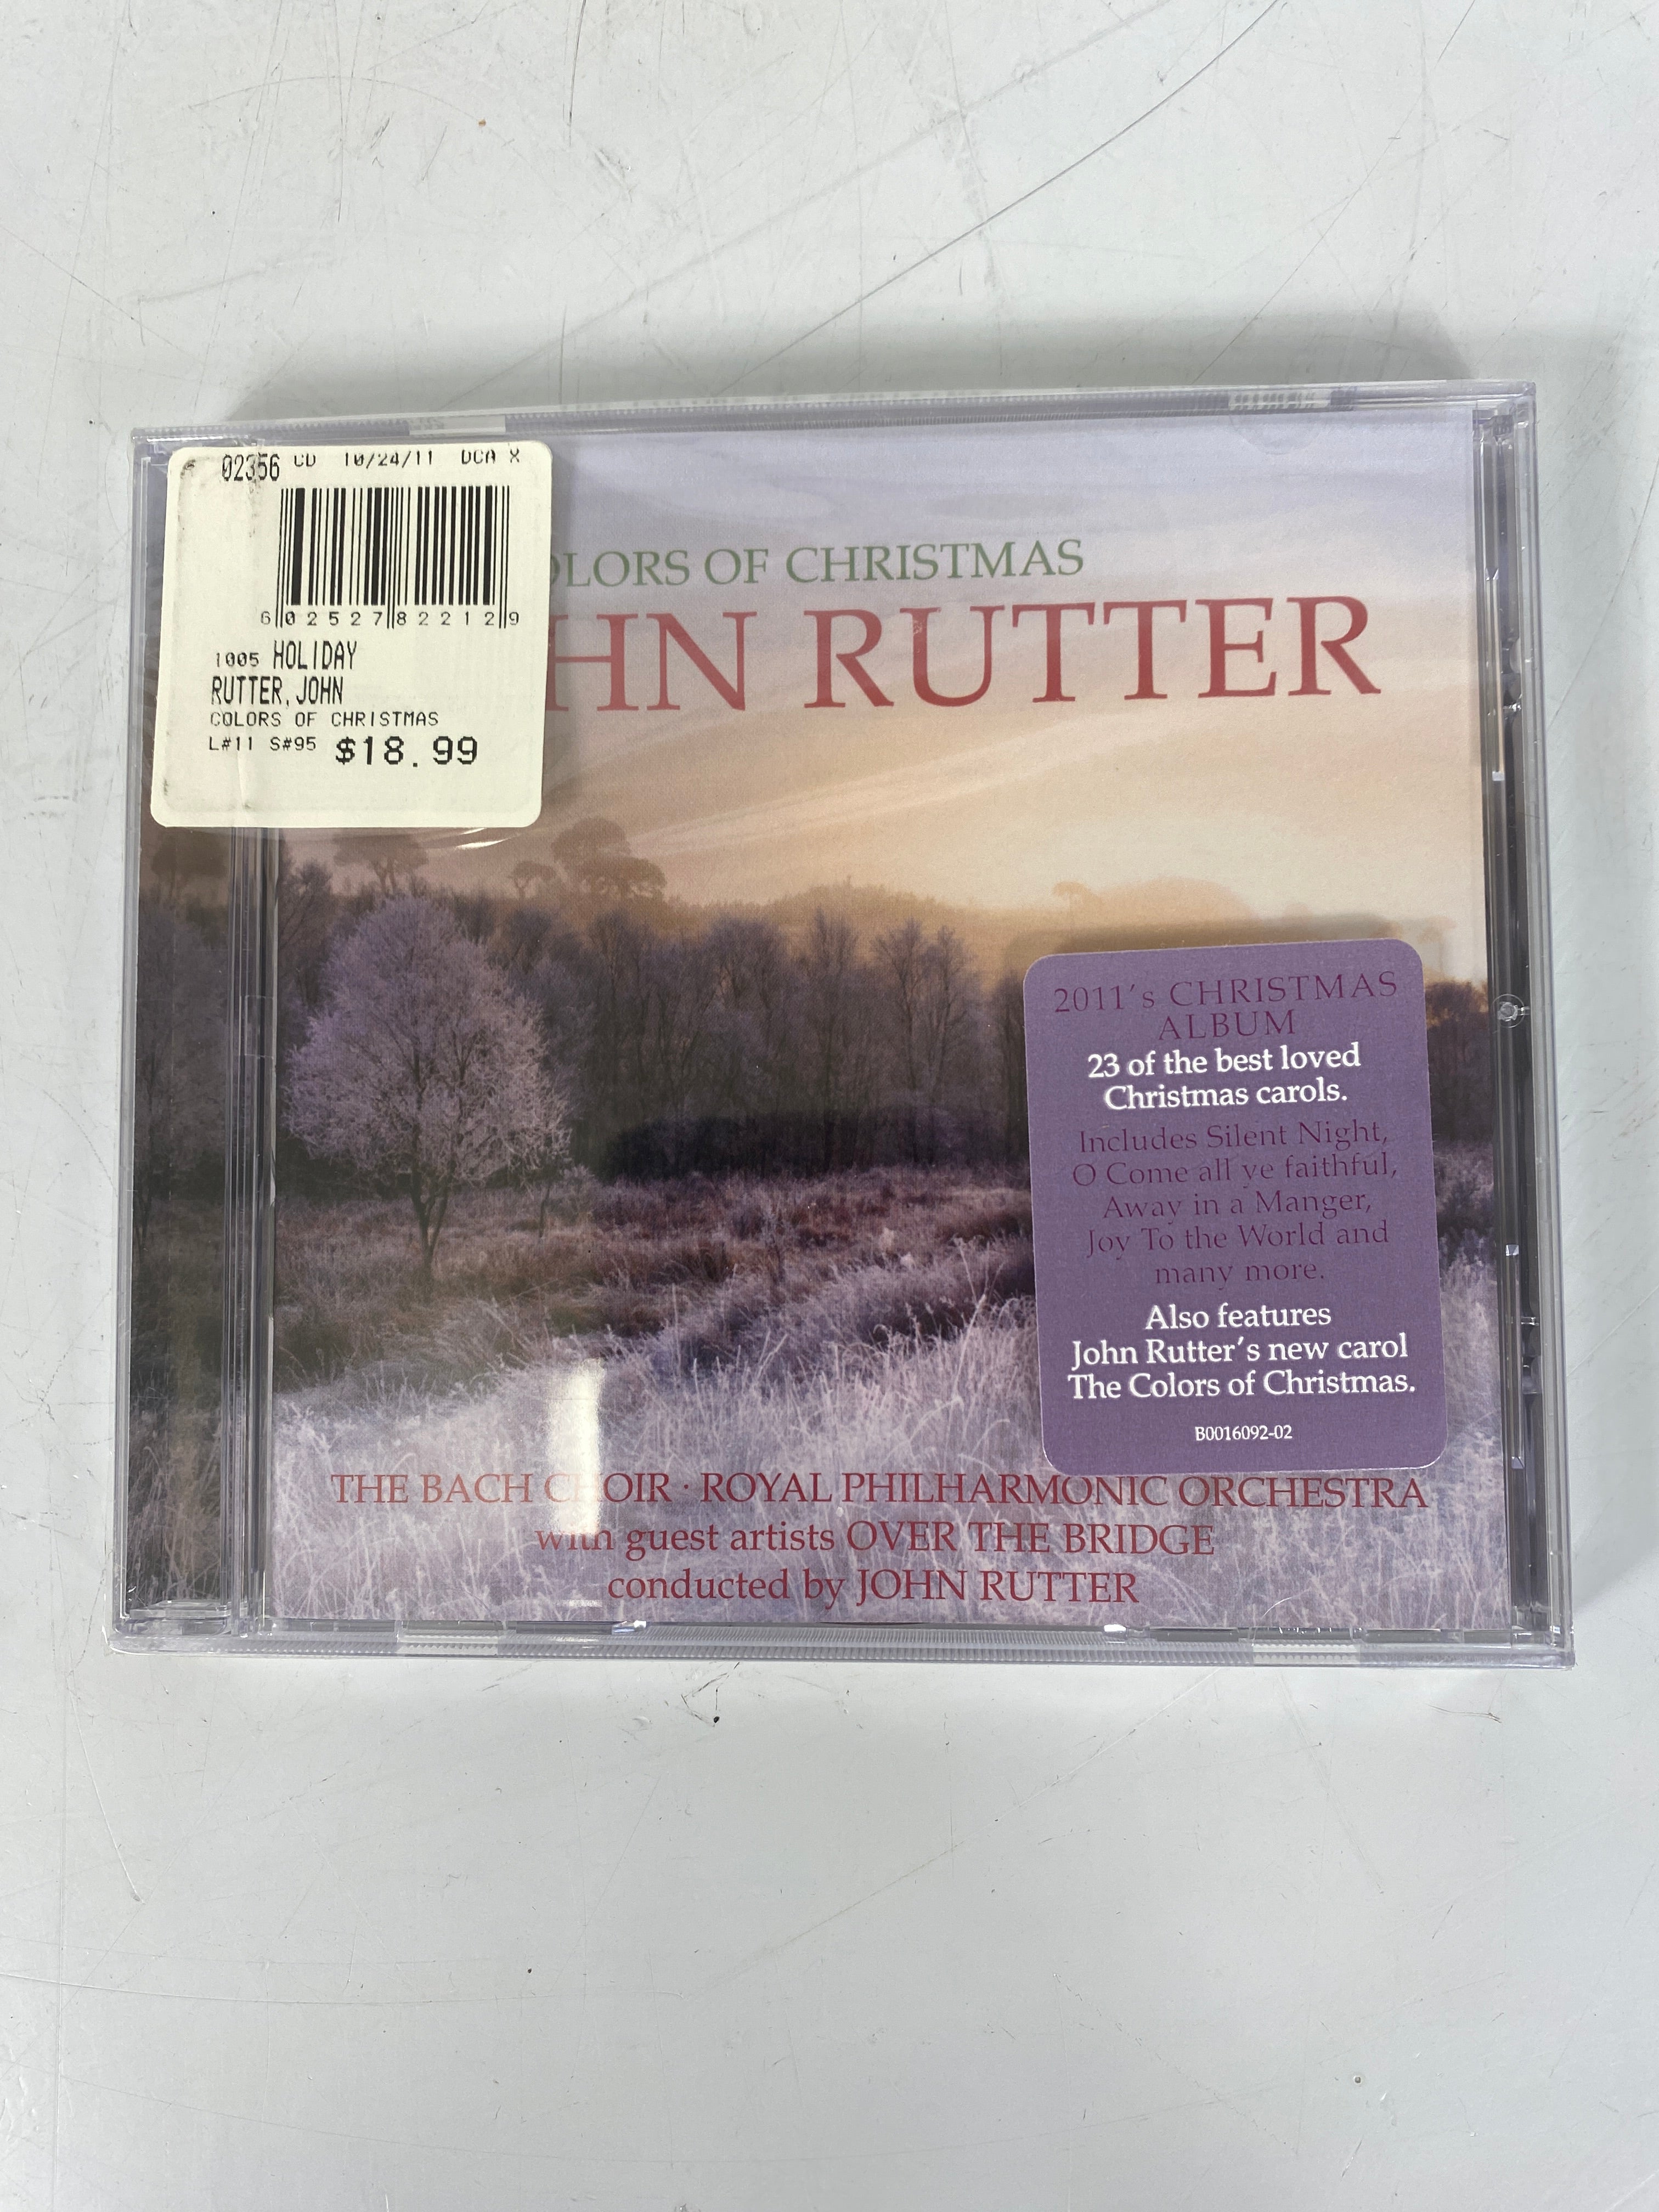 02356 CD 10/24/11 DCA X
6 02527 82212 9
1005 HOLIDAY
RUTTER, JOHN
COLORS OF CHRISTMAS
L#11 S#95 $18.99
OLORS OF CHRISTMAS
HN RUTTER
2011's CHRISTMAS
ALBUM
23 of the best loved
Christmas carols.
Includes Silent Night,
O Come all ye faithful,
Away in a Manger,
Joy To the World and
many more.
Also features
John Rutter's new carol
The Colors of Christmas.
B0016092-02
THE BACH CHOIR · ROYAL PHILHARMONIC ORCHESTRA
with guest artists OVER THE BRIDGE
conducted by JOHN RUTTER